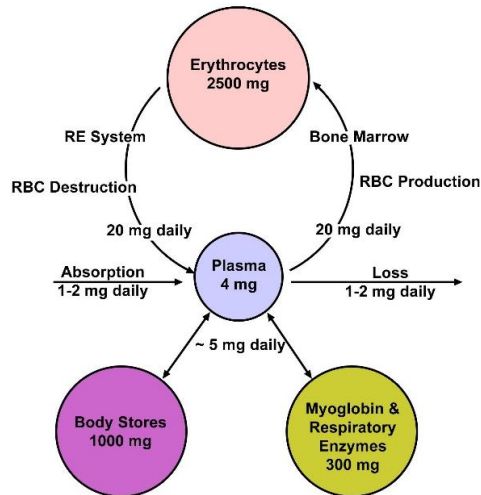 Erythrocytes
2500 mg
RE System
Bone Marrow
RBC Destruction
RBC Production
20 mg daily
20 mg daily
Absorption
1-2 mg daily
Plasma
4 mg
Loss
1-2 mg daily
~ 5 mg daily
Body Stores
1000 mg
Myoglobin &
Respiratory
Enzymes
300 mg